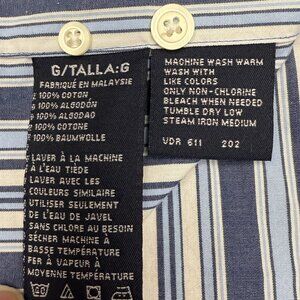 G/TALLA:G
FABRIQUÉ EN MALAYSIE
100% COTON
100% ALGODÓN
100% ALGODAO
100% COTONE
100% BAUMWOLLE
LAVER À LA MACHINE
À L'EAU TIÈDE
LAVER AVEC LES
COULEURS SIMILAIRE
UTILISER SEULEMENT
DE L'EAU DE JAVEL
SANS CHLORE AU BESOIN
SÉCHER MACHINE À
BASSE TEMPÉRATURE
FER À VAPEUR À
MOYENNE TEMPÉRATURE
MACHINE WASH WARM
WASH WITH
LIKE COLORS
ONLY NON-CHLORINE
BLEACH WHEN NEEDED
TUMBLE DRY LOW
STEAM IRON MEDIUM
VDR 611 202